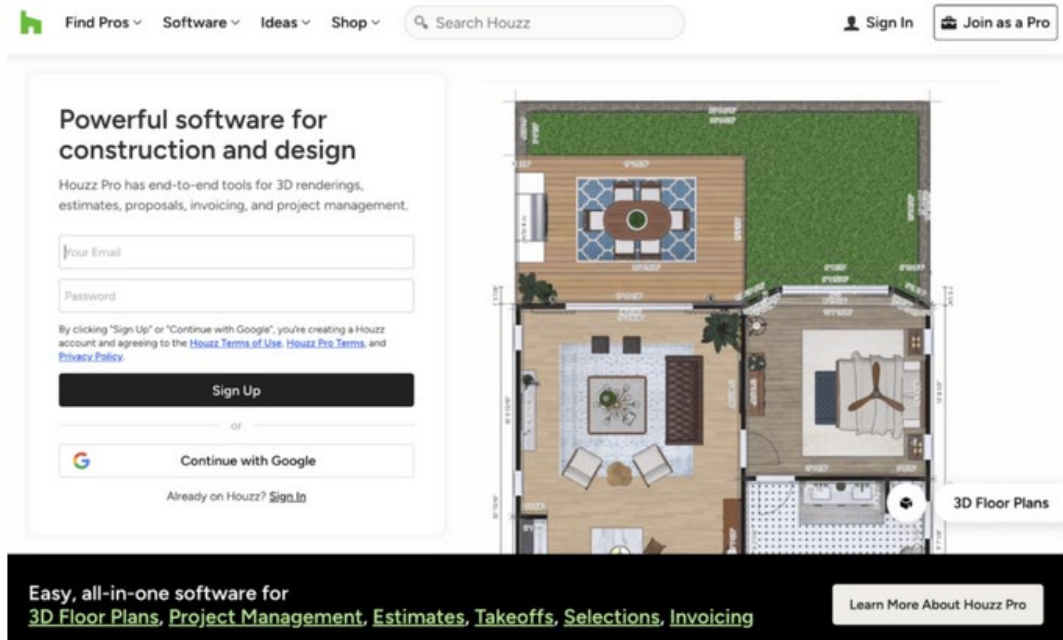 Find Pros Software Ideas Shop Search Houzz Sign In Join as a Pro
Powerful software for
construction and design
Houzz Pro has end-to-end tools for 3D renderings,
estimates, proposals, invoicing, and project management.
Your Email
Password
By clicking "Sign Up" or "Continue with Google", you're creating a Houzz
account and agreeing to the Houzz Terms of Use, Houzz Pro Terms, and
Privacy Policy.
Sign Up
or
Continue with Google
Already on Houzz? Sign In
3D Floor Plans
Easy, all-in-one software for
3D Floor Plans, Project Management, Estimates, Takeoffs, Selections, Invoicing
Learn More About Houzz Pro